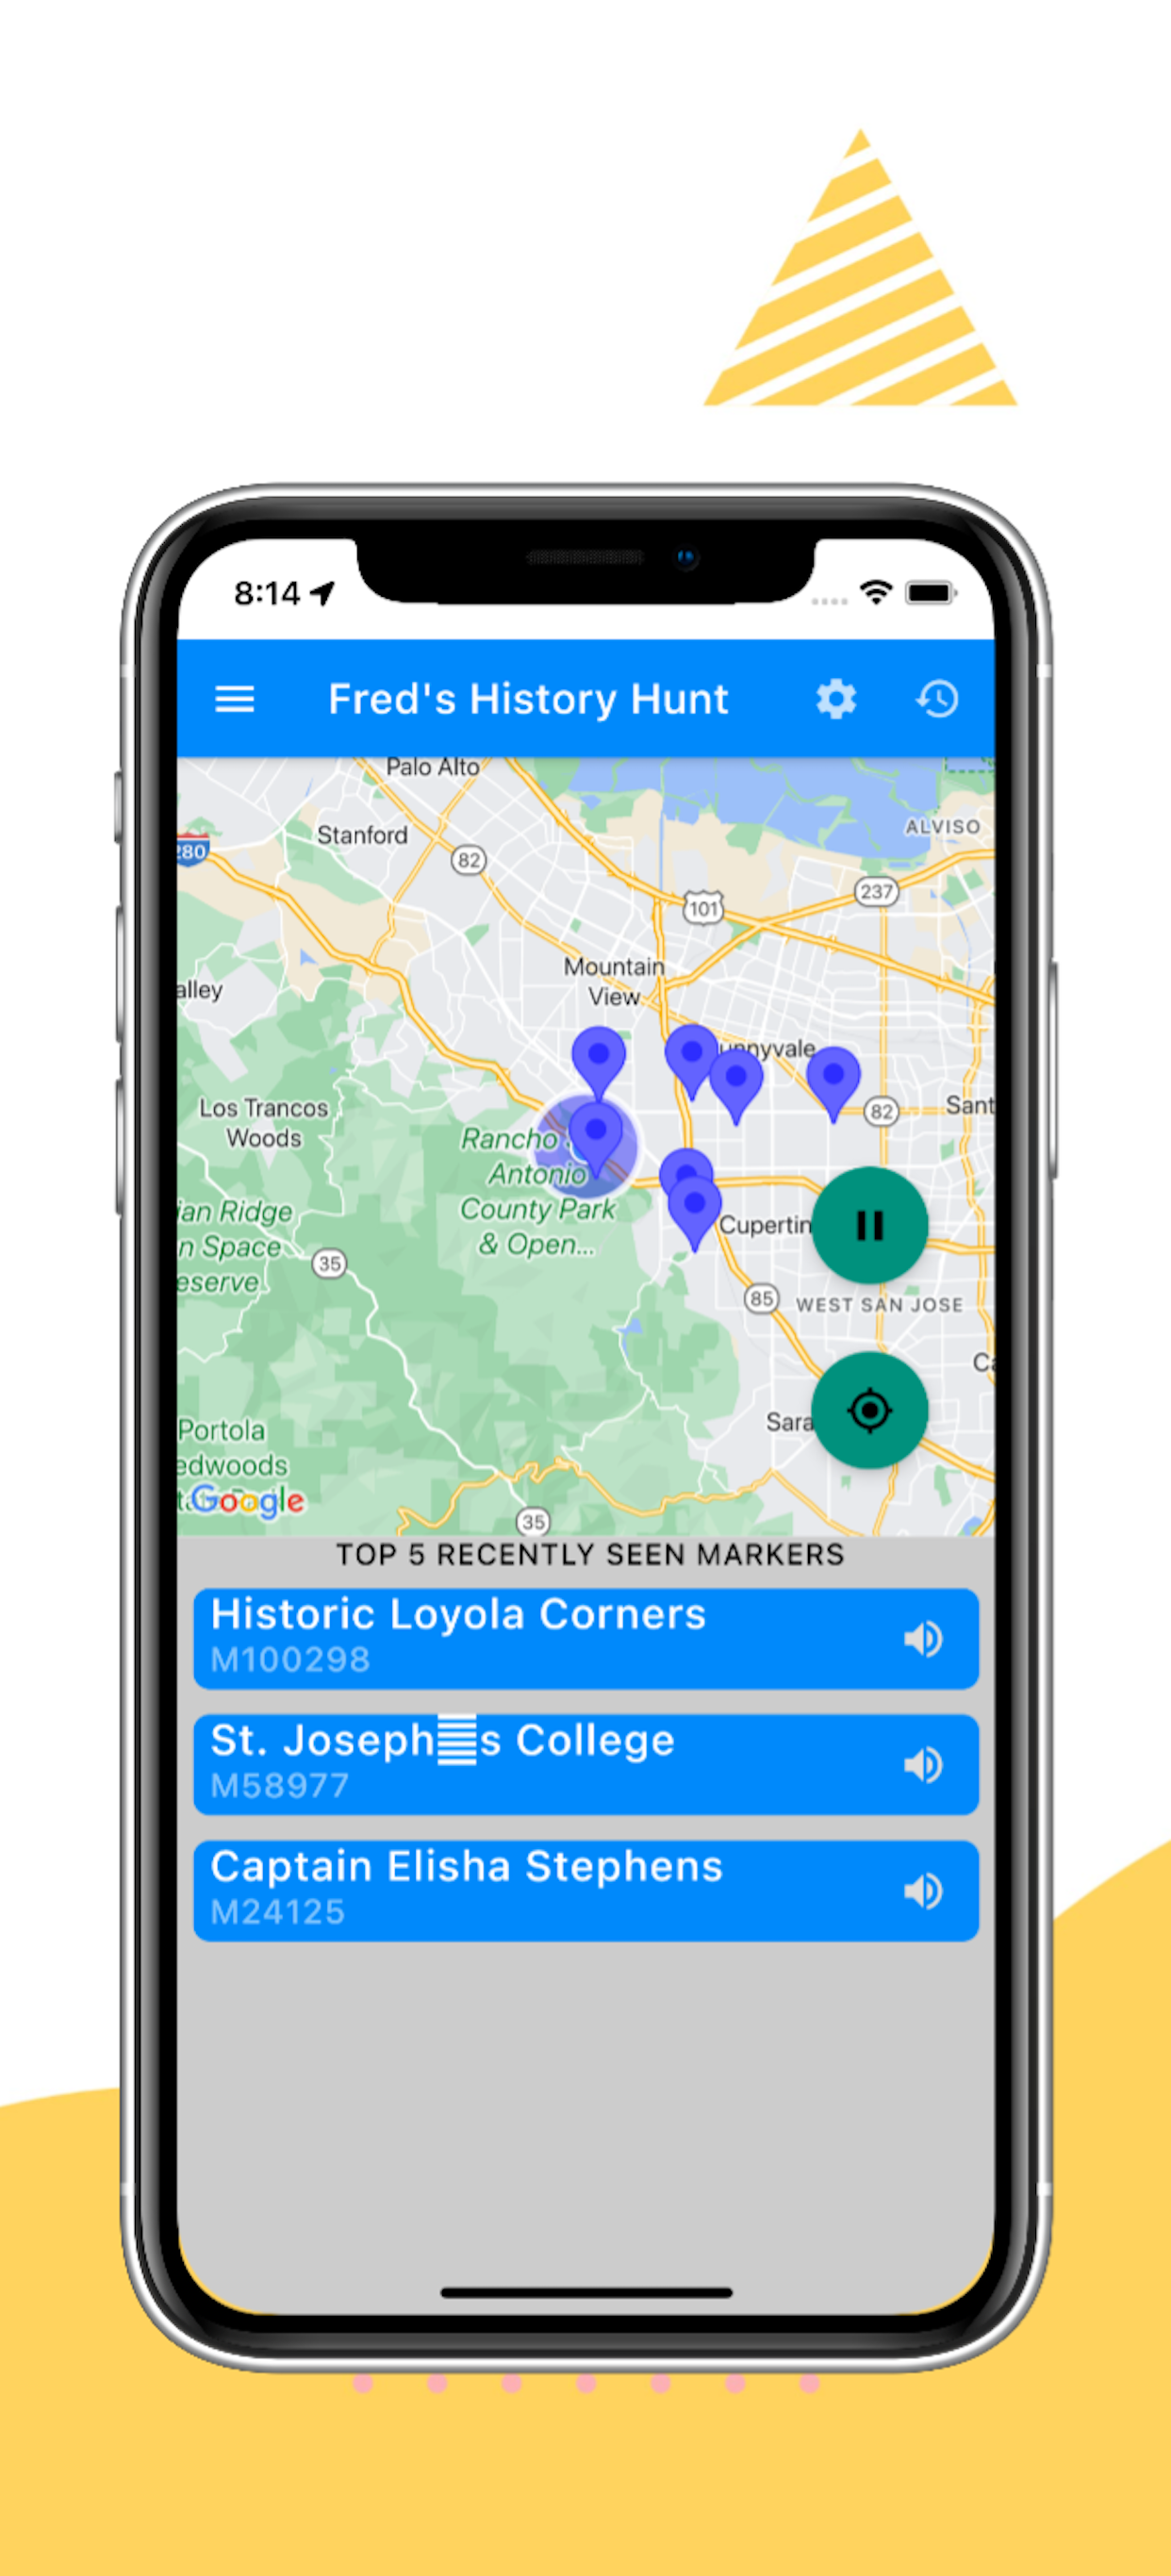 8:14
Fred's History Hunt
Palo Alto
Stanford
ALVISO
280
82
237
101
Mountain
View
alley
unnyvale
Los Trancos
Woods
82
Sant
Rancho
Antonio
County Park
& Open...
ian Ridge
n Space
eserve
Cupertin
35
85
WEST SAN JOSE
Ca
Sara
Portola
edwoods
Google
35
TOP 5 RECENTLY SEEN MARKERS
Historic Loyola Corners
M100298
St. Joseph s College
M58977
Captain Elisha Stephens
M24125